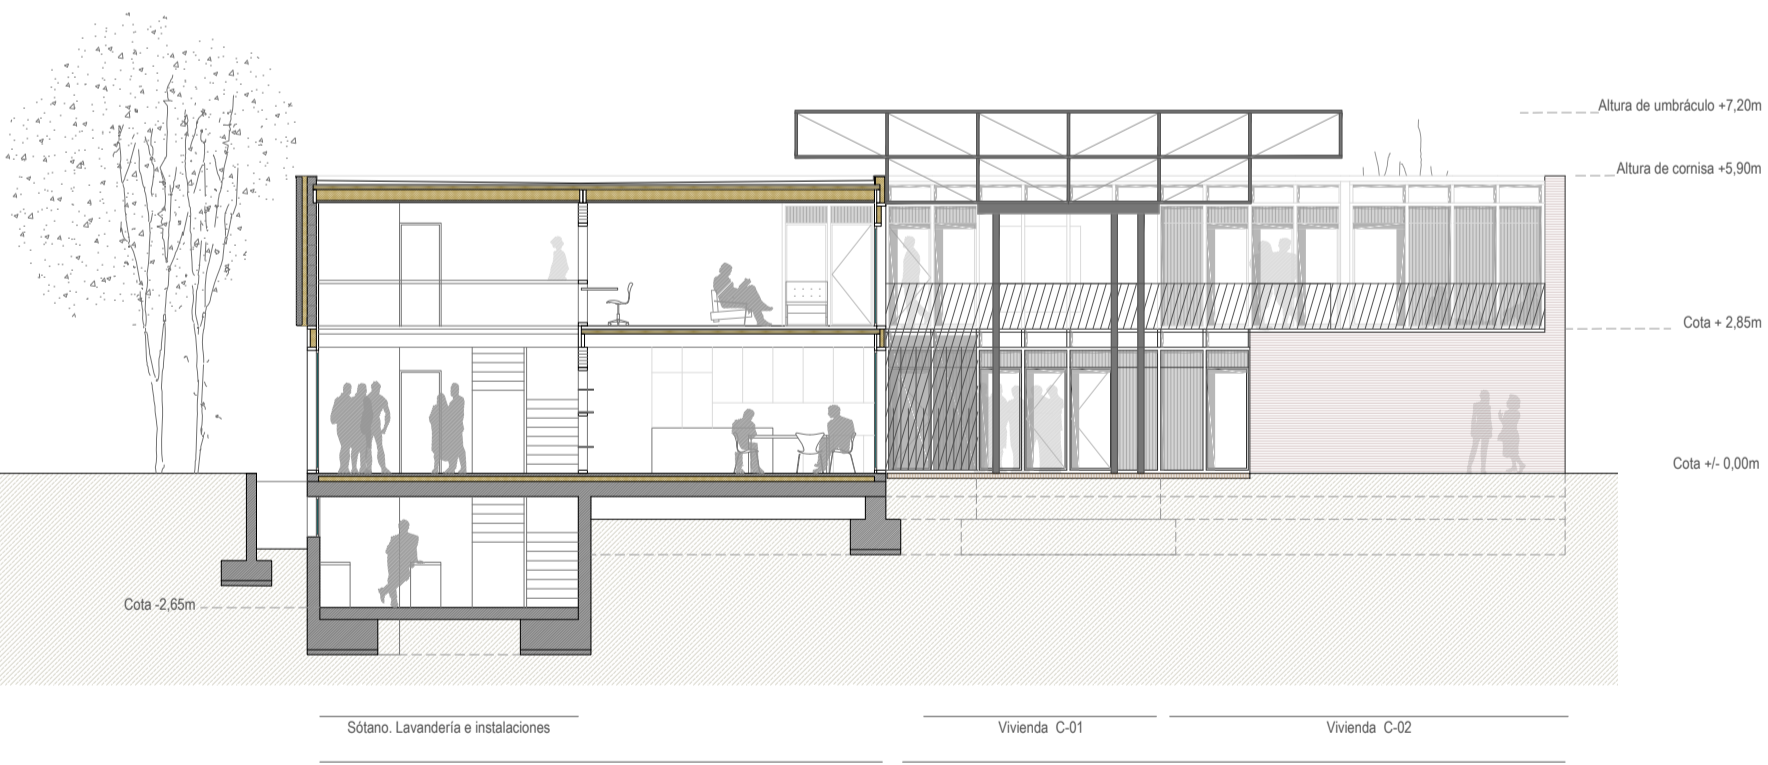 Altura de umbráculo +7,20m
Altura de cornisa +5,90m
Cota + 2,85m
Cota +/- 0,00m
Cota -2,65m
Sótano. Lavandería e instalaciones
Vivienda C-01
Vivienda C-02